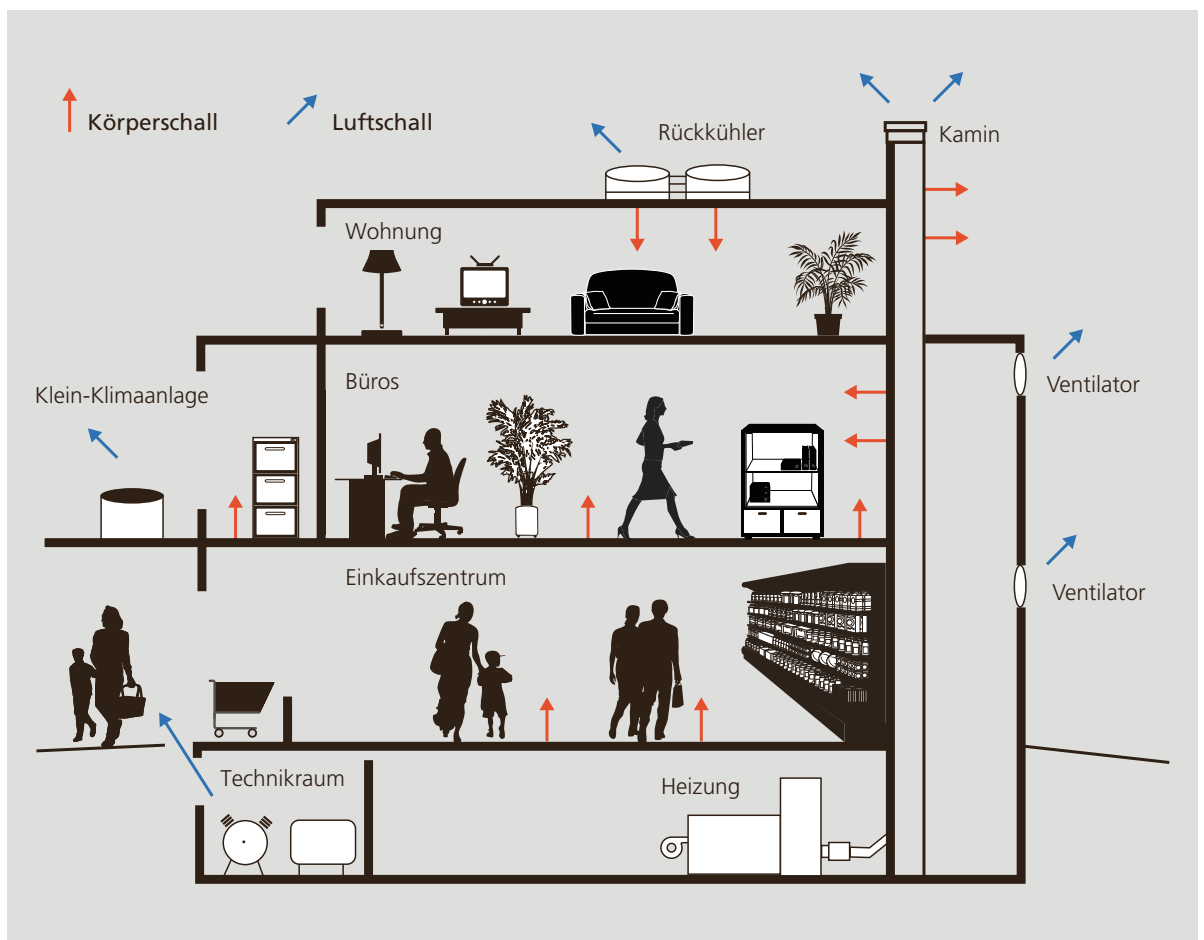 Körperschall
Luftschall
Rückkühler
Kamin
Wohnung
Büros
Klein-Klimaanlage
Ventilator
Einkaufszentrum
Ventilator
Technikraum
Heizung